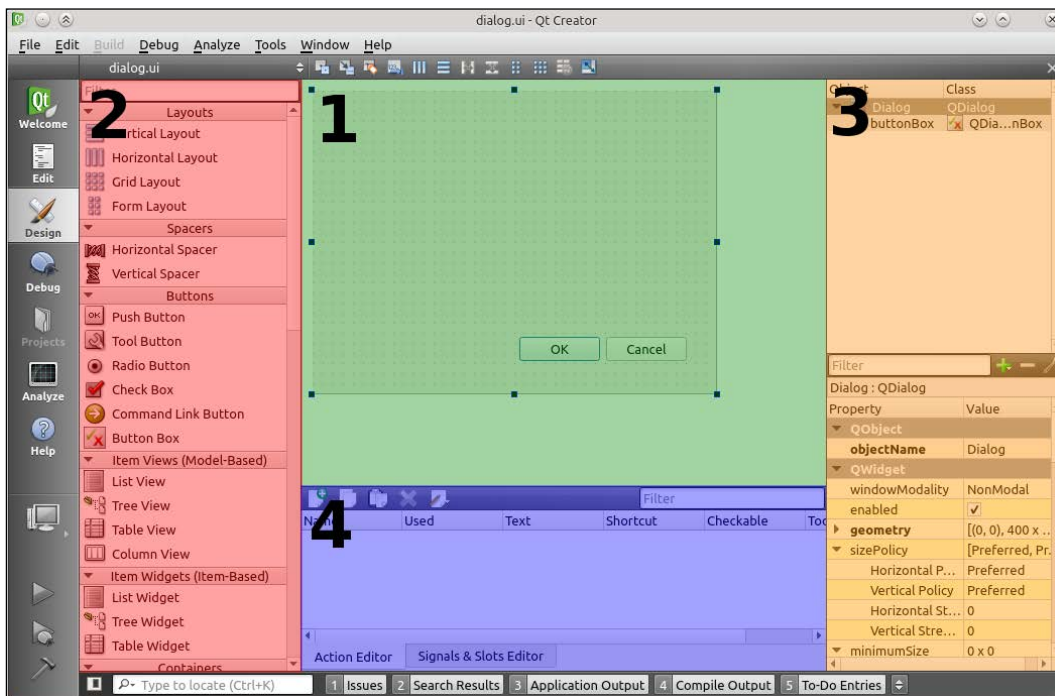 dialog.ui - Qt Creator
File Edit Build Debug Analyze Tools Window Help
dialog.ui
Welcome
Edit
Design
Debug
Projects
Analyze
Help
2
Filter
Layouts
Vertical Layout
Horizontal Layout
Grid Layout
Form Layout
Spacers
Horizontal Spacer
Vertical Spacer
Buttons
OK Push Button
Tool Button
Radio Button
Check Box
Command Link Button
Button Box
Item Views (Model-Based)
List View
Tree View
Table View
Column View
Item Widgets (Item-Based)
List Widget
Tree Widget
Table Widget
Containers
1
OK Cancel
4
Filter
Name Used Text Shortcut Checkable Too
Action Editor Signals & Slots Editor
3
Object Class
Dialog QDialog
buttonBox QDia...nBox
Filter
Dialog : QDialog
Property Value
QObject
objectName Dialog
QWidget
windowModality NonModal
enabled
geometry [(0, 0), 400 x ...
sizePolicy [Preferred, Pr...
Horizontal P... Preferred
Vertical Policy Preferred
Horizontal St... 0
Vertical Stre... 0
minimumSize 0 x 0
Type to locate (Ctrl+K) 1 Issues 2 Search Results 3 Application Output 4 Compile Output 5 To-Do Entries